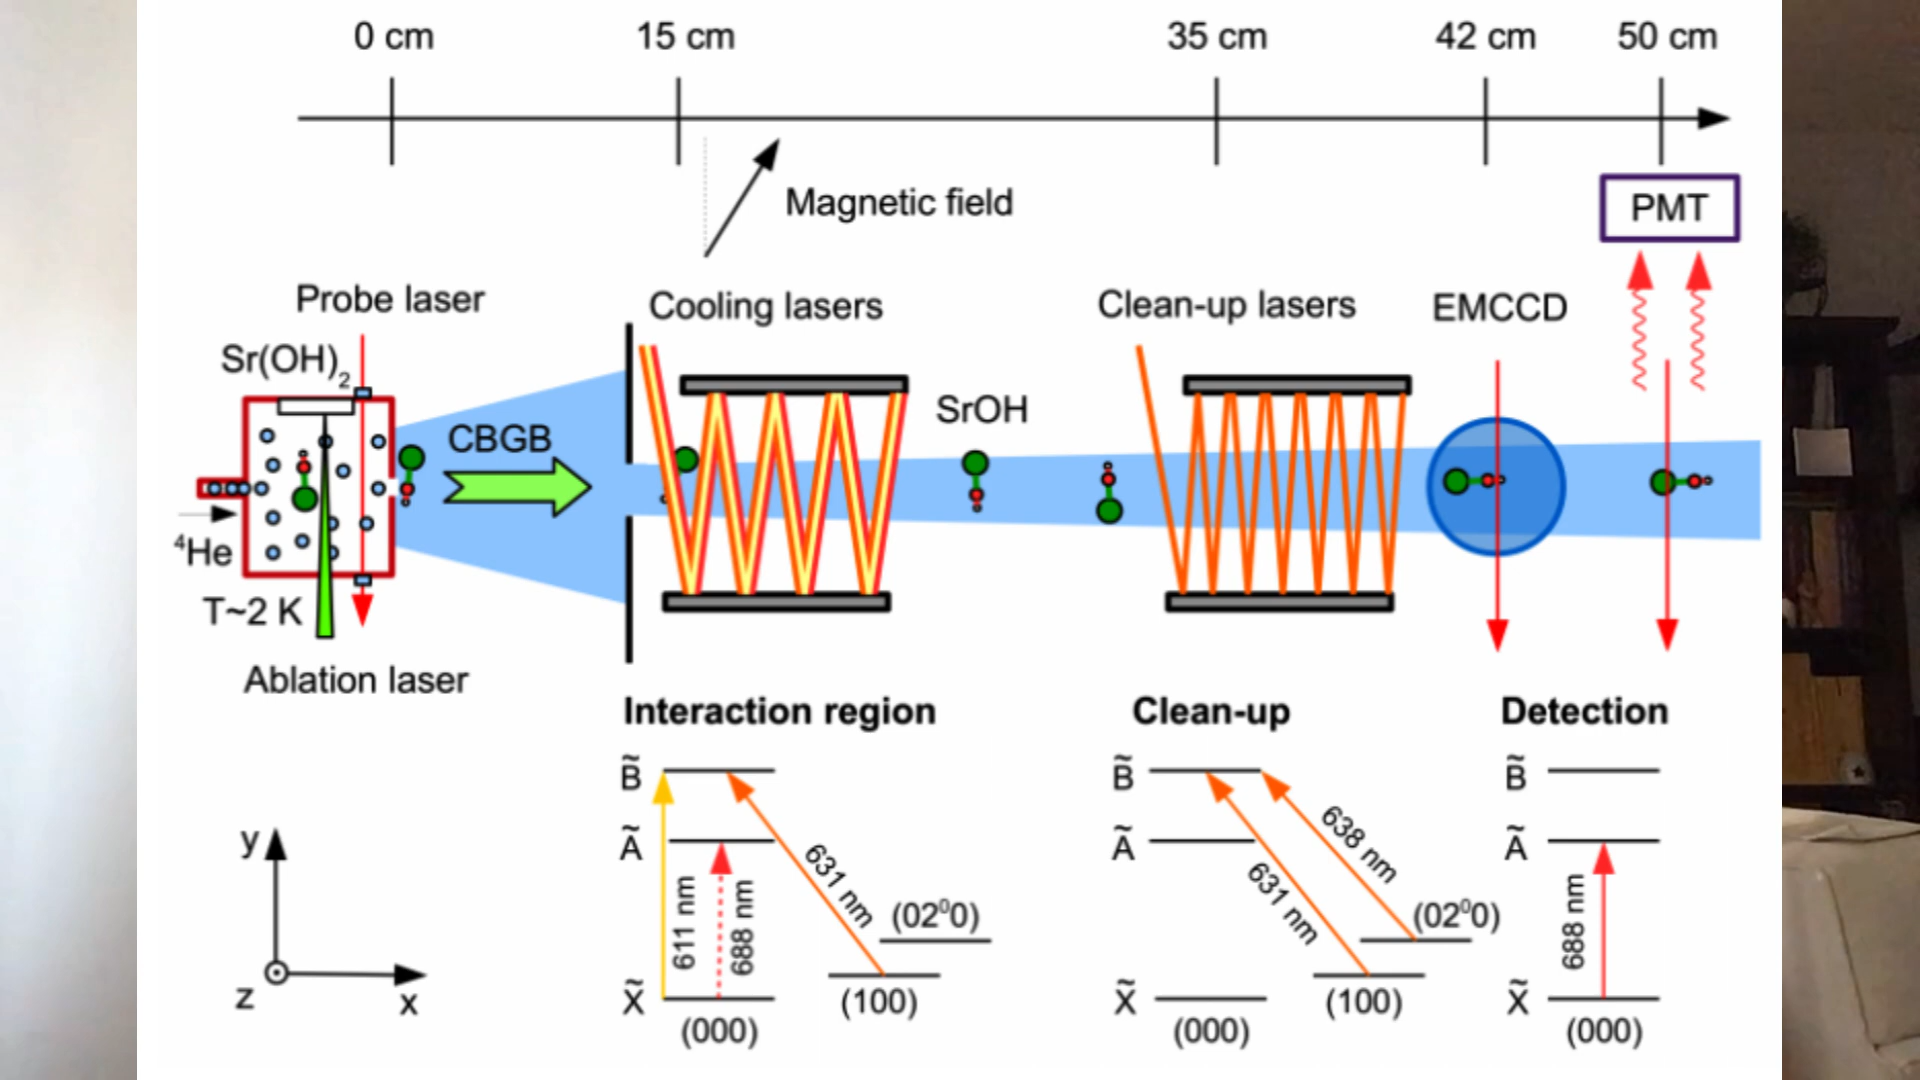 0 cm
15 cm
35 cm
42 cm
50 cm
Magnetic field
PMT
Probe laser
Cooling lasers
Clean-up lasers
EMCCD
Sr(OH)₂
CBGB
SrOH
⁴He
T~2 K
Ablation laser
Interaction region
Clean-up
Detection
B̃
Ã
X̃
611 nm
688 nm
631 nm
(02⁰0)
(100)
(000)
B̃
Ã
X̃
631 nm
638 nm
(02⁰0)
(100)
(000)
B̃
Ã
X̃
688 nm
(000)
y
z
x